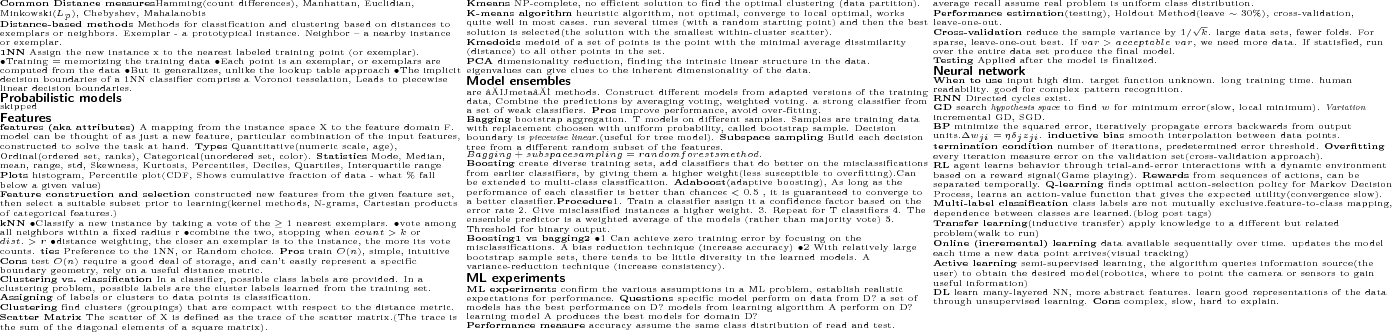 Common Distance measuresHamming(count differences), Manhattan, Euclidian,
Minkowski(L_p), Chebyshev, Mahalanobis
Distance-based methods Methods for classification and clustering based on distances to
exemplars or neighbors. Exemplar - a prototypical instance. Neighbor – a nearby instance
or exemplar.
1NN Assign the new instance x to the nearest labeled training point (or exemplar).
•Training = memorizing the training data •Each point is an exemplar, or exemplars are
computed from the data •But it generalizes, unlike the lookup table approach •The implicit
decision boundaries of a 1NN classifier comprise a Voronoi tesselation, Leads to piecewise
linear decision boundaries.
Probabilistic models
skipped
Features
features (aka attributes) A mapping from the instance space X to the feature domain F.
model can be thought of as just a new feature, particular combination of the input features,
constructed to solve the task at hand. Types Quantitative(numeric scale, age),
Ordinal(ordered set, ranks), Categorical(unordered set, color). Statistics Mode, Median,
mean, range, std, Skewness, Kurtosis, Percentiles, Deciles, Quartiles, Interquartile range
Plots histogram, Percentile plot(CDF, Shows cumulative fraction of data - what % fall
below a given value)
Feature construction and selection constructed new features from the given feature set,
then select a suitable subset prior to learning(kernel methods, N-grams, Cartesian products
of categorical features.)
kNN •Classify a new instance by taking a vote of the ≥ 1 nearest exemplars. •vote among
all neighbors within a fixed radius r •combine the two, stopping when count > k or
dist. > r •distance weighting, the closer an exemplar is to the instance, the more its vote
counts. ties Preference to the 1NN, or Random choice. Pros train O(n), simple, intuitive
Cons test O(n) require a good deal of storage, and can't easily represent a specific
boundary geometry, rely on a useful distance metric.
Clustering vs. classification In a classifier, possible class labels are provided. In a
clustering problem, possible labels are the cluster labels learned from the training set.
Assigning of labels or clusters to data points is classification.
Clustering find clusters (groupings) that are compact with respect to the distance metric.
Scatter Matrix The scatter of X is defined as the trace of the scatter matrix.(The trace is
the sum of the diagonal elements of a square matrix).
Kmeans NP-complete, no efficient solution to find the optimal clustering (data partition).
K-means algorithm heuristic algorithm, not optimal, converge to local optimal, works
quite well in most cases. run several times (with a random starting point) and then the best
solution is selected(the solution with the smallest within-cluster scatter).
Kmedoids medoid of a set of points is the point with the minimal average dissimilarity
(distance) to all other points in the set.
PCA dimensionality reduction, finding the intrinsic linear structure in the data.
eigenvalues can give clues to the inherent dimensionality of the data.
Model ensembles
are âĂIJmetaâĂİ methods. Construct different models from adapted versions of the training
data, Combine the predictions by averaging voting, weighted voting. a strong classifier from
a set of weak classifiers. Pros improve performance, avoid over-fitting.
Bagging bootstrap aggregation. T models on different samples. Samples are training data
with replacement choosen with uniform probability, called bootstrap sample. Decision
boundary is piecewise linear.(useful for tree model). Subspace sampling Build each decision
tree from a different random subset of the features.
Bagging + subspacesampling = randomforestsmethod.
Boosting create diverse training sets, add classifiers that do better on the misclassifications
from earlier classifiers, by giving them a higher weight(less susceptible to overfitting).Can
be extended to multi-class classification. Adaboost(adaptive boosting), As long as the
performance of each classifier is better than chance < 0.5 , it is guaranteed to converge to
a better classifier.Procedure1. Train a classifier assign it a confidence factor based on the
error rate 2. Give misclassified instances a higher weight. 3. Repeat for T classifiers 4. The
ensemble predictor is a weighted average of the models (rather than majority vote) 5.
Threshold for binary output.
Boosting1 vs bagging2 •1 Can achieve zero training error by focusing on the
misclassifications. A bias reduction technique (increase accuracy) •2 With relatively large
bootstrap sample sets, there tends to be little diversity in the learned models. A
variance-reduction technique (increase consistency).
ML experiments
ML experiments confirm the various assumptions in a ML problem, establish realistic
expectations for performance. Questions specific model perform on data from D? a set of
models has the best performance on D? models from learning algorithm A perform on D?
learning model A produces the best models for domain D?
Performance measure accuracy assume the same class distribution of read and test.
average recall assume real problem is uniform class distribution.
Performance estimation(testing), Holdout Method(leave ∼ 30%), cross-validation,
leave-one-out.
Cross-validation reduce the sample variance by 1/√k. large data sets, fewer folds. For
sparse, leave-one-out best. If var > aceptable var, we need more data. If statisfied, run
over the entire data set produce the final model.
Testing Applied after the model is finalized.
Neural network
When to use input high dim. target function unknown. long training time. human
readability. good for complex pattern recognition.
RNN Directed cycles exist.
GD search hypothesis space to find w for minimum error(slow, local minimum). Variation
incremental GD, SGD.
BP minimize the squared error, iteratively propagate errors backwards from output
units.Δw_ji = ηδ_j z_ji. inductive bias smooth interpolation between data points.
termination condition number of iterations, predetermined error threshold. Overfitting
every iteration measure error on the validation set(cross-validation approach).
RL agent learns behavior through trial-and-error interactions with a dynamic environment
based on a reward signal(Game playing). Rewards from sequences of actions, can be
separated temporally. Q-learning finds optimal action-selection policy for Markov Decision
Process, learns an action-value function that gives the expected utility(convergence slow).
Multi-label classification class labels are not mutually exclusive.feature-to-class mapping,
dependence between classes are learned.(blog post tags)
Transfer learning(inductive transfer) apply knowledge to a different but related
problem(walk to run)
Online (incremental) learning data available sequentially over time. updates the model
each time a new data point arrives(visual tracking)
Active learning semi-supervised learning, the algorithm queries information source(the
user) to obtain the desired model(robotics, where to point the camera or sensors to gain
useful information)
DL learn many-layered NN, more abstract features. learn good representations of the data
through unsupervised learning. Cons complex, slow, hard to explain.